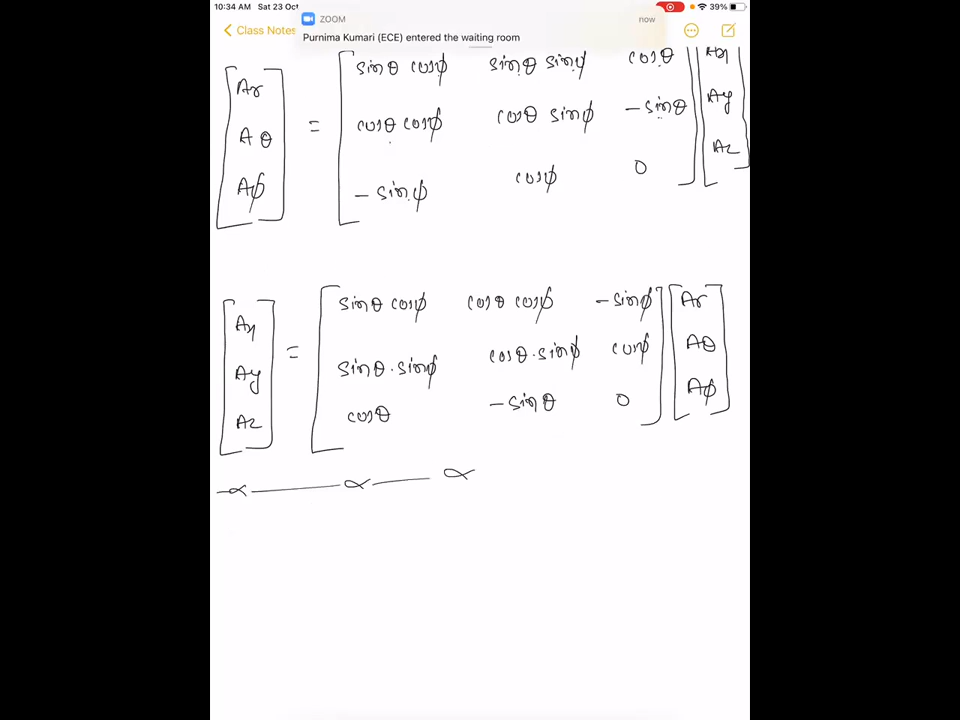 10:34 AM Sat 23 Oct
39%
ZOOM now
Purnima Kumari (ECE) entered the waiting room
Class Notes
sinθ cosϕ sinθ sinϕ cosθ
Ar Ay
cosθ cosϕ cosθ sinϕ -sinθ
Aθ = Az
Aϕ -sinϕ cosϕ 0
sinθ cosϕ cosθ cosϕ -sinϕ Ar
Ax = sinθ·sinϕ cosθ·sinϕ cosϕ Aθ
Ay
Az cosθ -sinθ 0 Aϕ